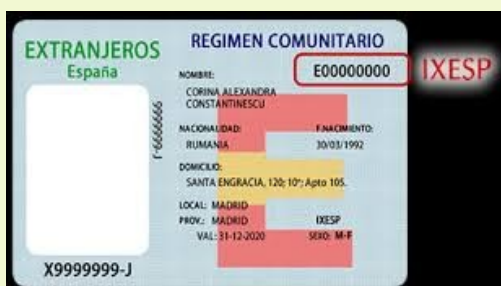 EXTRANJEROS
España
REGIMEN COMUNITARIO
NOMBRE:
E00000000
IXESP
CORINA ALEXANDRA
CONSTANTINESCU
r-9999999
NACIONALIDAD:
F.NACIMIENTO:
RUMANIA
30/03/1992
DOMICILIO:
SANTA ENGRACIA, 120; 10º; Apto 105.
LOCAL: MADRID
PROV.: MADRID
IXESP
VAL: 31-12-2020
SEXO: M-F
X9999999-J